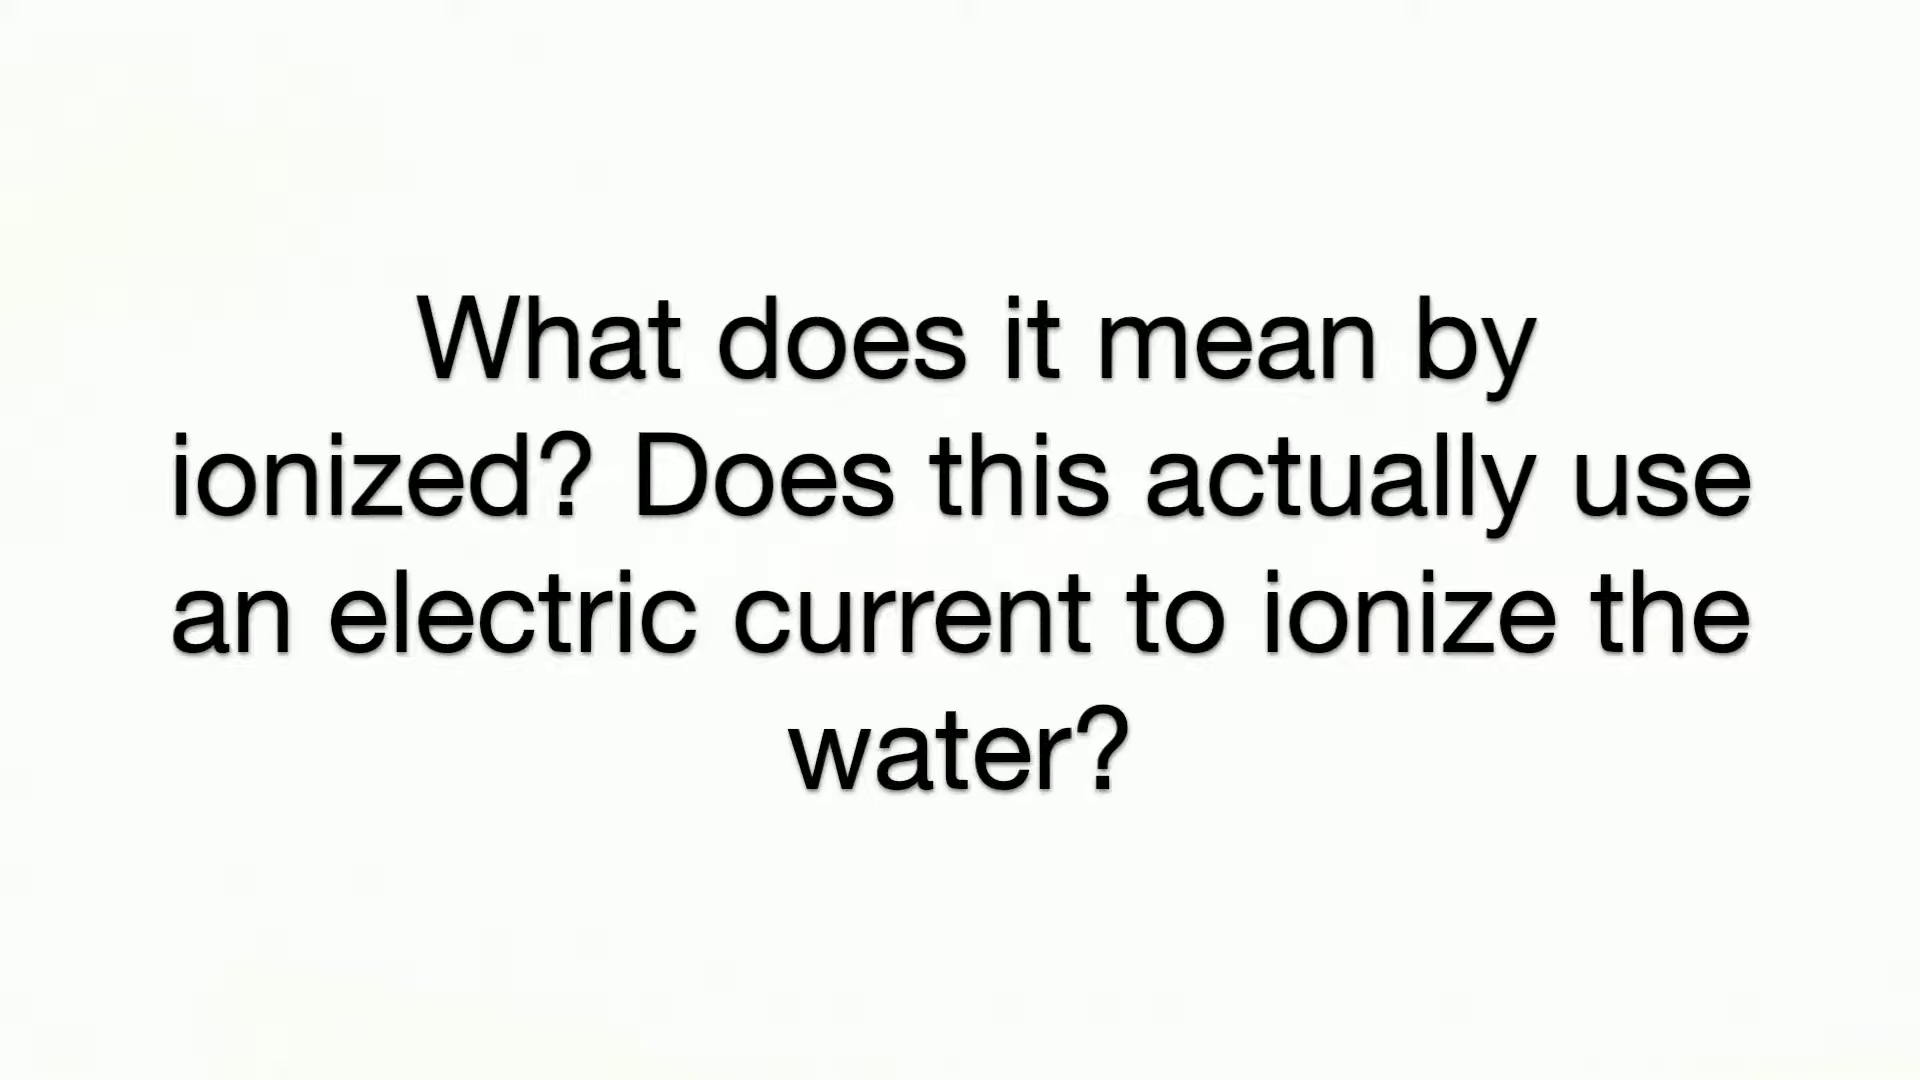 What does it mean by
ionized? Does this actually use
an electric current to ionize the
water?